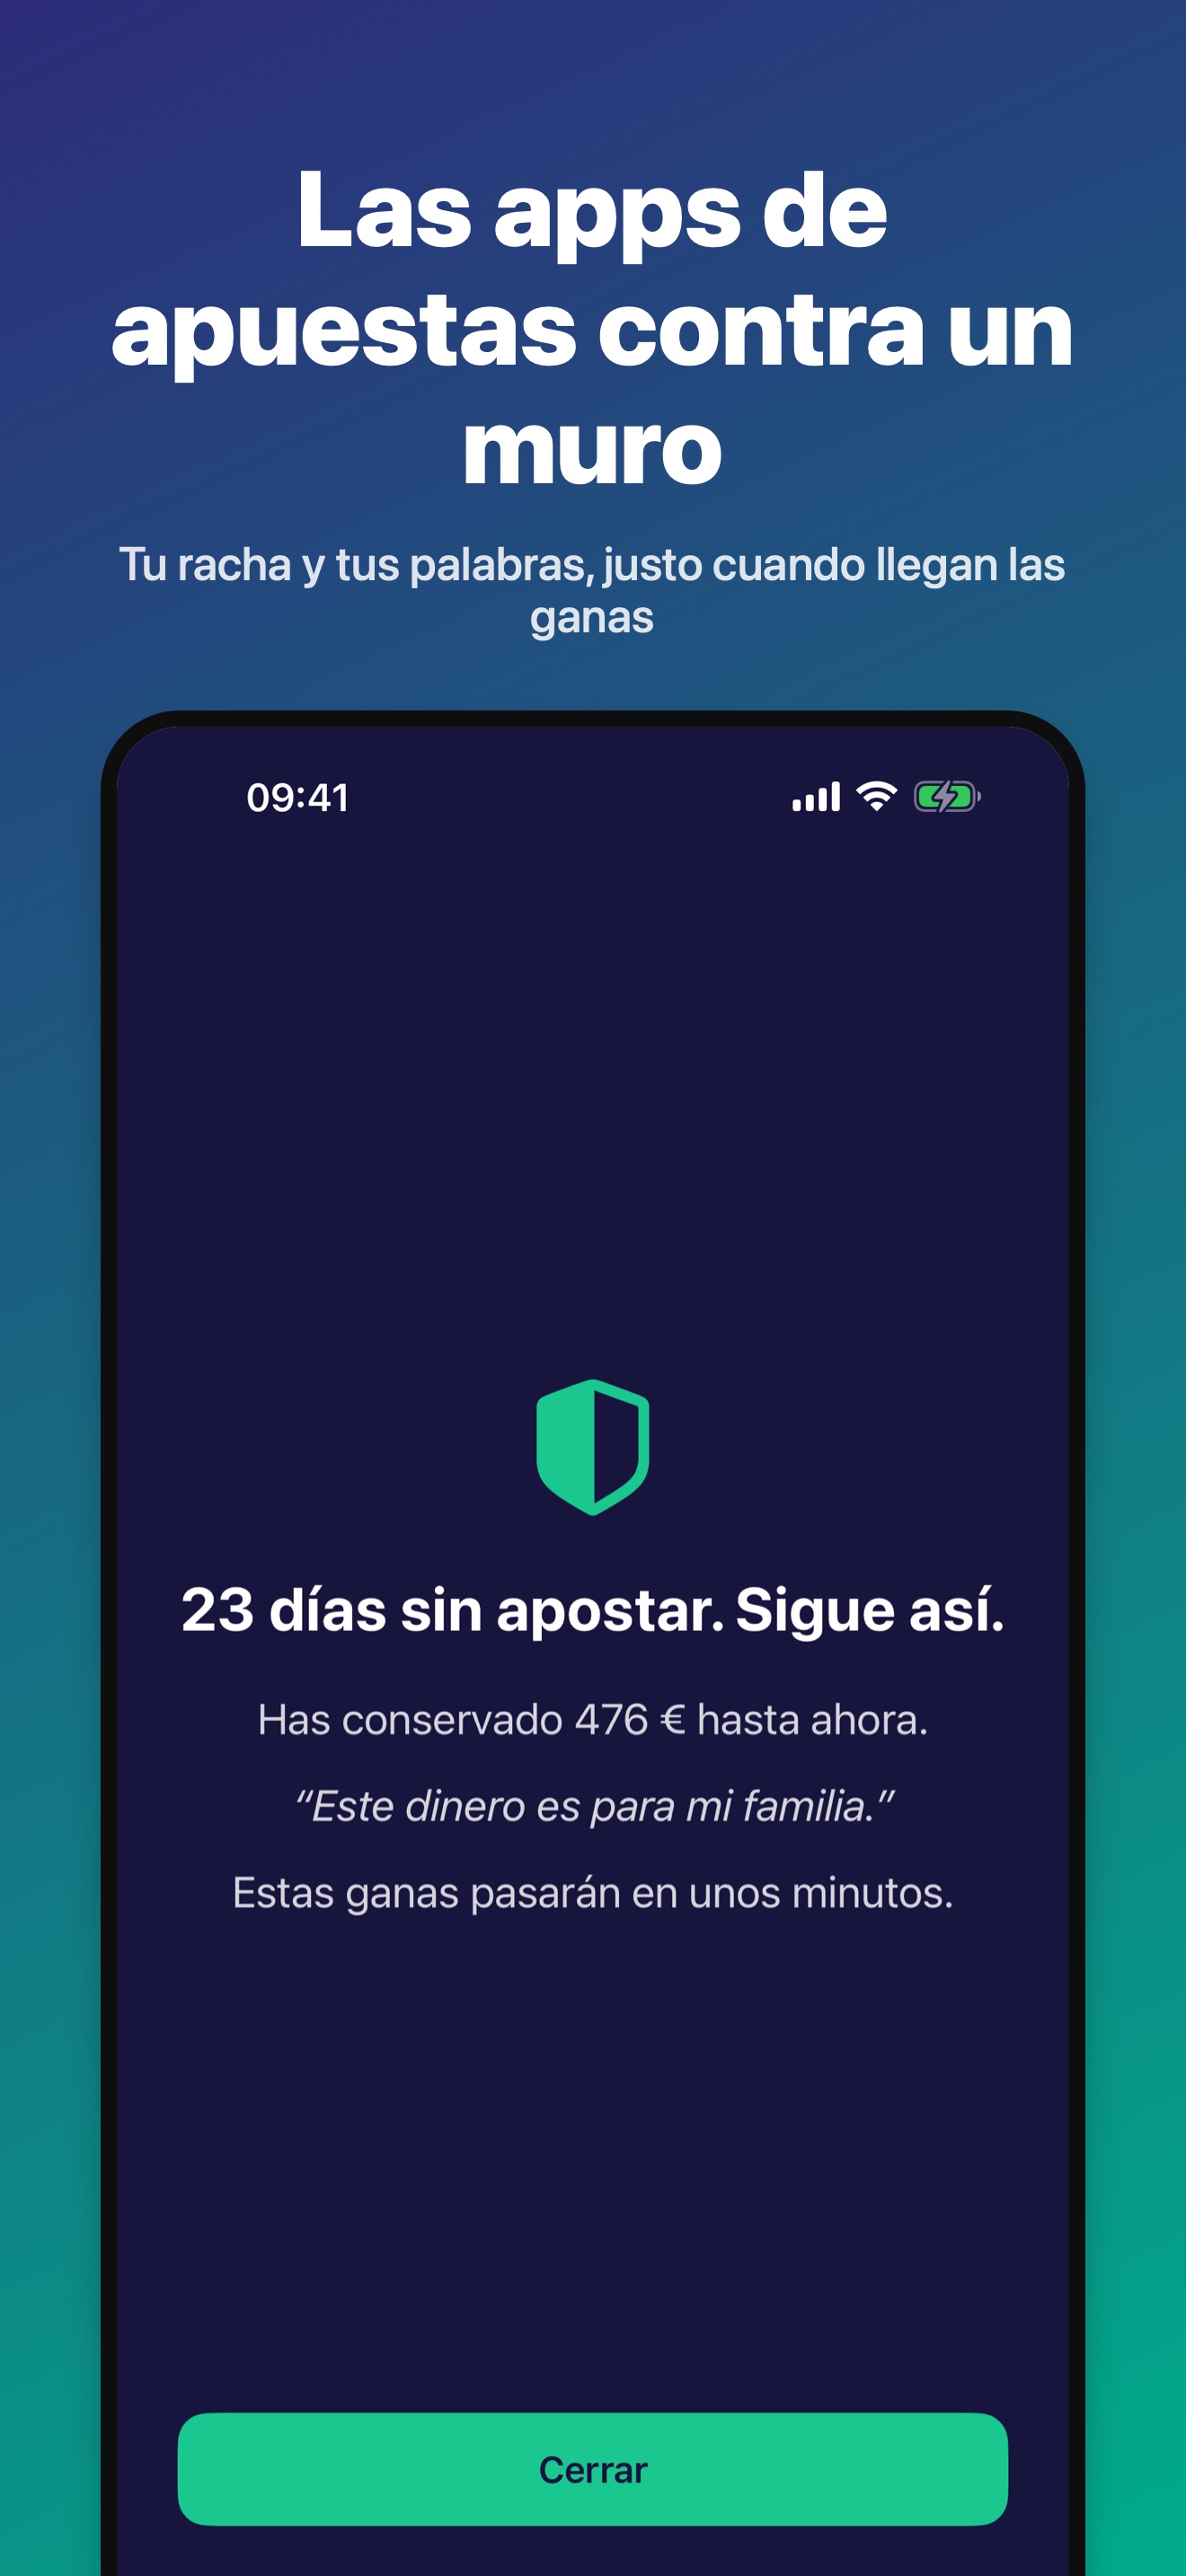 Las apps de
apuestas contra un
muro
Tu racha y tus palabras, justo cuando llegan las
ganas
09:41
23 días sin apostar. Sigue así.
Has conservado 476 € hasta ahora.
“Este dinero es para mi familia.”
Estas ganas pasarán en unos minutos.
Cerrar